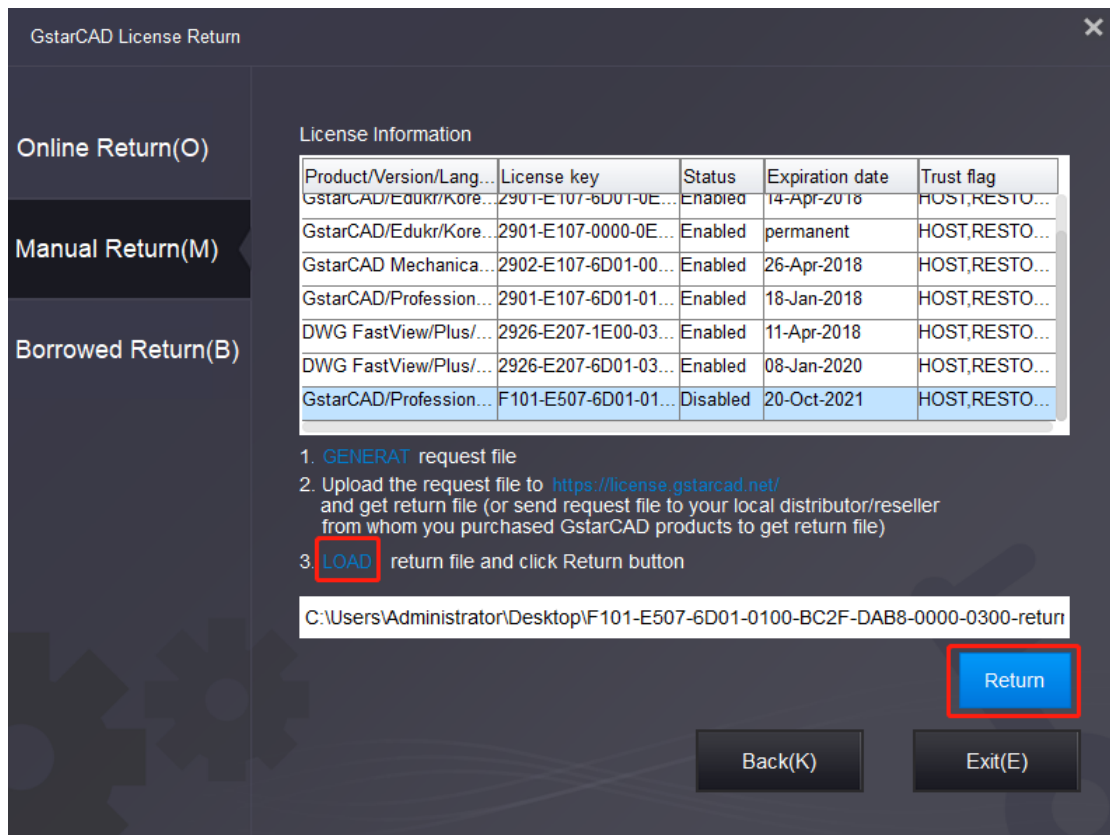 GstarCAD License Return
Online Return(O)
Manual Return(M)
Borrowed Return(B)
License Information
Product/Version/Lang... License key Status Expiration date Trust flag
GstarCAD/Edukr/Kore... 2901-E107-6D01-0E... Enabled 14-Apr-2018 HOST,RESTO...
GstarCAD/Edukr/Kore... 2901-E107-0000-0E... Enabled permanent HOST,RESTO...
GstarCAD Mechanica... 2902-E107-6D01-00... Enabled 26-Apr-2018 HOST,RESTO...
GstarCAD/Profession... 2901-E107-6D01-01... Enabled 18-Jan-2018 HOST,RESTO...
DWG FastView/Plus/... 2926-E207-1E00-03... Enabled 11-Apr-2018 HOST,RESTO...
DWG FastView/Plus/... 2926-E207-6D01-03... Enabled 08-Jan-2020 HOST,RESTO...
GstarCAD/Profession... F101-E507-6D01-01... Disabled 20-Oct-2021 HOST,RESTO...
1. GENERAT request file
2. Upload the request file to https://license.gstarcad.net/
and get return file (or send request file to your local distributor/reseller
from whom you purchased GstarCAD products to get return file)
3. LOAD return file and click Return button
C:\Users\Administrator\Desktop\F101-E507-6D01-0100-BC2F-DAB8-0000-0300-return
Return
Back(K)
Exit(E)